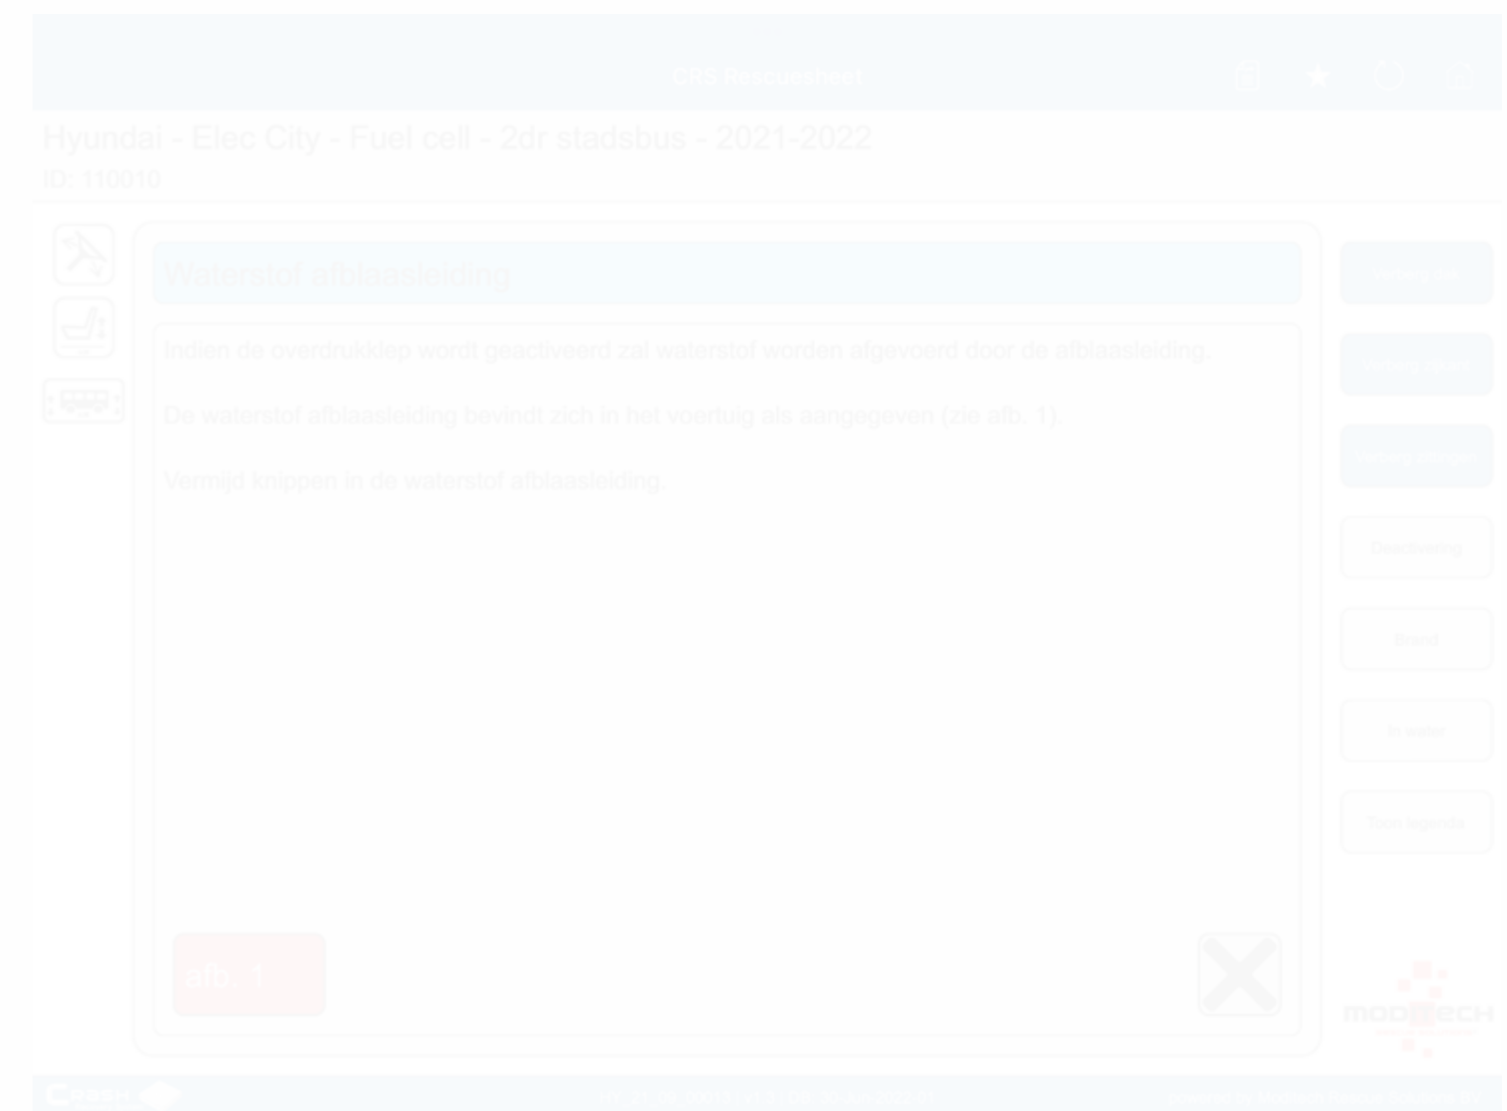 CRS Rescuesheet
Hyundai - Elec City - Fuel cell - 2dr stadsbus - 2021-2022
ID: 110010
Waterstof afblaasleiding
Indien de overdrukklep wordt geactiveerd zal waterstof worden afgevoerd door de afblaasleiding.
De waterstof afblaasleiding bevindt zich in het voertuig als aangegeven (zie afb. 1).
Vermijd knippen in de waterstof afblaasleiding.
Deactivering
Brand
In water
Toon legenda
afb. 1
MODITECH
Crash